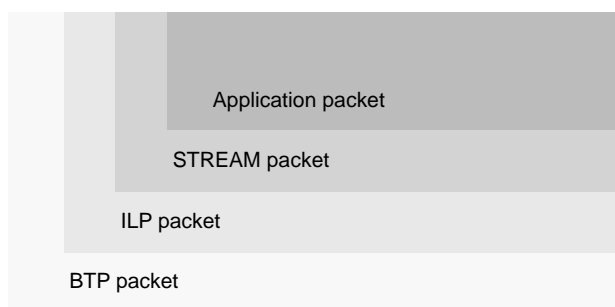 Application packet
STREAM packet
ILP packet
BTP packet